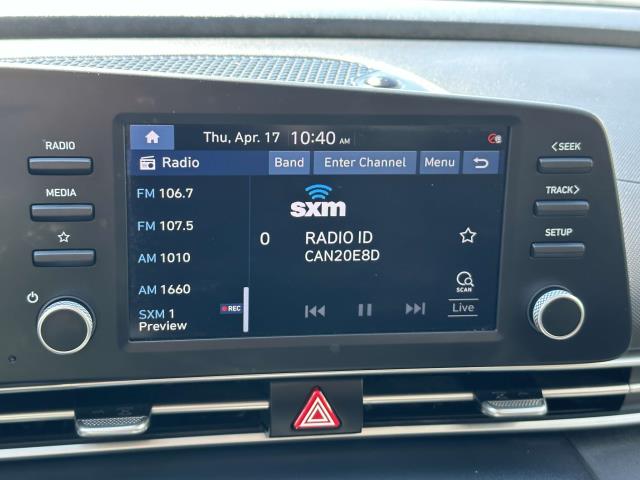 Thu, Apr. 17 10:40 AM
RADIO
MEDIA
<SEEK
TRACK>
SETUP
Radio Band Enter Channel Menu
FM 106.7
FM 107.5
AM 1010
AM 1660
SXM 1
Preview
REC
sxm
0 RADIO ID
CAN20E8D
SCAN
Live